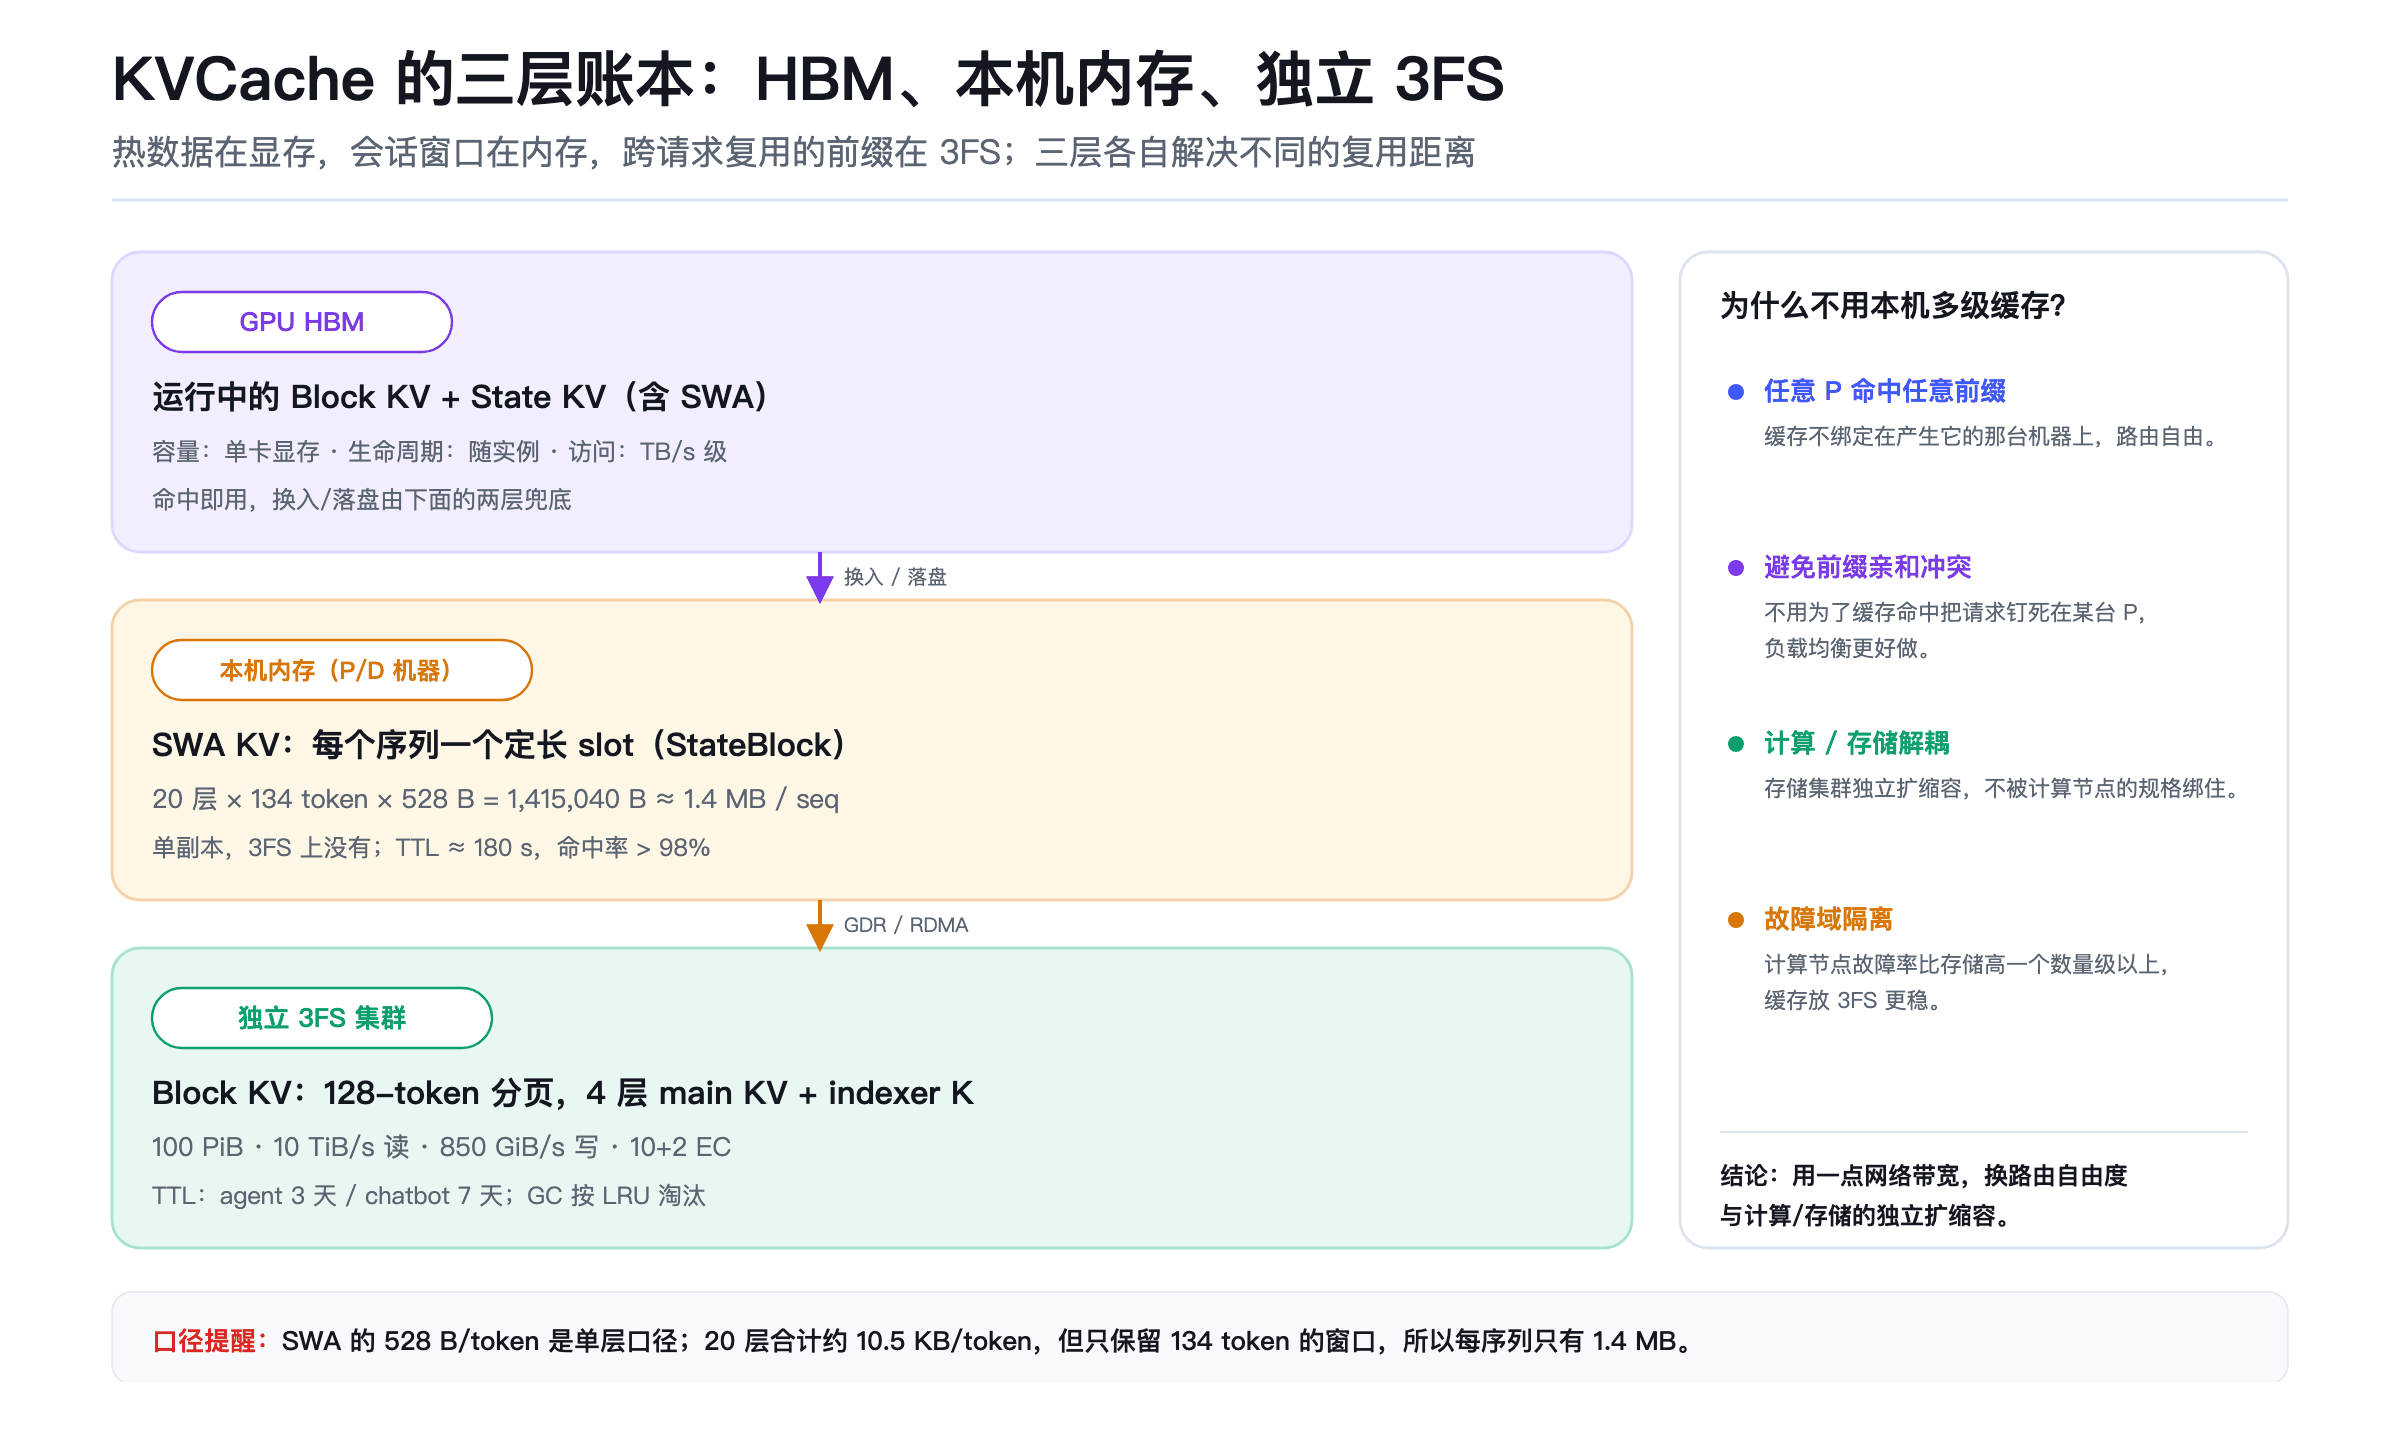 KVCache 的三层账本：HBM、本机内存、独立 3FS
热数据在显存，会话窗口在内存，跨请求复用的前缀在 3FS；三层各自解决不同的复用距离
GPU HBM
运行中的 Block KV + State KV（含 SWA）
容量：单卡显存 · 生命周期：随实例 · 访问：TB/s 级
命中即用，换入/落盘由下面的两层兜底
换入 / 落盘
本机内存（P/D 机器）
SWA KV：每个序列一个定长 slot（StateBlock）
20 层 × 134 token × 528 B = 1,415,040 B ≈ 1.4 MB / seq
单副本，3FS 上没有；TTL ≈ 180 s，命中率 > 98%
GDR / RDMA
独立 3FS 集群
Block KV：128–token 分页，4 层 main KV + indexer K
100 PiB · 10 TiB/s 读 · 850 GiB/s 写 · 10+2 EC
TTL：agent 3 天 / chatbot 7 天；GC 按 LRU 淘汰
为什么不用本机多级缓存？
任意 P 命中任意前缀
缓存不绑定在产生它的那台机器上，路由自由。
避免前缀亲和冲突
不用为了缓存命中把请求钉死在某台 P，
负载均衡更好做。
计算 / 存储解耦
存储集群独立扩缩容，不被计算节点的规格绑住。
故障域隔离
计算节点故障率比存储高一个数量级以上，
缓存放 3FS 更稳。
结论：用一点网络带宽，换路由自由度
与计算/存储的独立扩缩容。
口径提醒：SWA 的 528 B/token 是单层口径；20 层合计约 10.5 KB/token，但只保留 134 token 的窗口，所以每序列只有 1.4 MB。